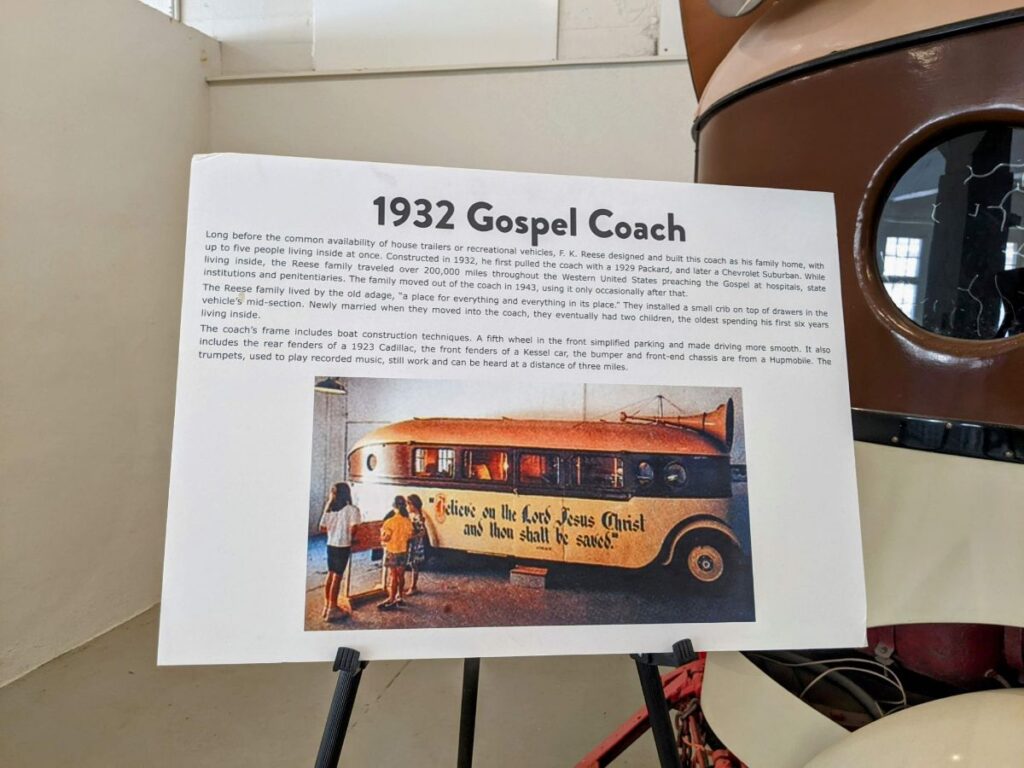 1932 Gospel Coach
Long before the common availability of house trailers or recreational vehicles, F. K. Reese designed and built this coach as his family home, with
up to five people living inside at once. Constructed in 1932, he first pulled the coach with a 1929 Packard, and later a Chevrolet Suburban. While
living inside, the Reese family traveled over 200,000 miles throughout the Western United States preaching the Gospel at hospitals, state
institutions and penitentiaries. The family moved out of the coach in 1943, using it only occasionally after that.
The Reese family lived by the old adage, "a place for everything and everything in its place." They installed a small crib on top of drawers in the
vehicle's mid-section. Newly married when they moved into the coach, they eventually had two children, the oldest spending his first six years
living inside.
The coach's frame includes boat construction techniques. A fifth wheel in the front simplified parking and made driving more smooth. It also
includes the rear fenders of a 1923 Cadillac, the front fenders of a Kessel car, the bumper and front-end chassis are from a Hupmobile. The
trumpets, used to play recorded music, still work and can be heard at a distance of three miles.
"Believe on the Lord Jesus Christ
and thou shalt be saved."